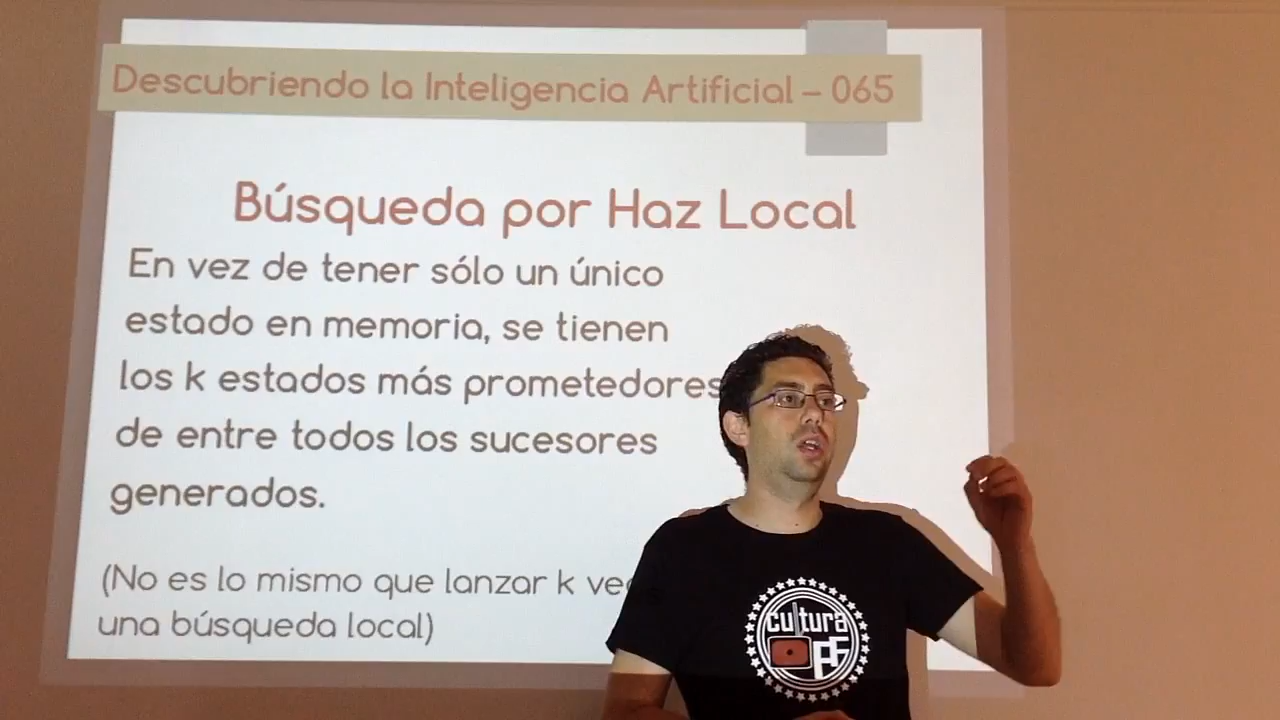 Descubriendo la Inteligencia Artificial – 065
Búsqueda por Haz Local
En vez de tener sólo un único
estado en memoria, se tienen
los k estados más prometedores
de entre todos los sucesores
generados.
(No es lo mismo que lanzar k
una búsqueda local)
cultura